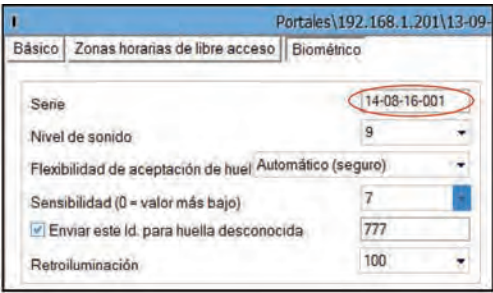 Portales\192.168.1.201\13-09-
Básico Zonas horarias de libre acceso Biométrico
Serie 14-08-16-001
Nivel de sonido 9
Flexibilidad de aceptación de huel Automático (seguro)
Sensibilidad (0 = valor más bajo) 7
Enviar este Id. para huella desconocida 777
Retroiluminación 100